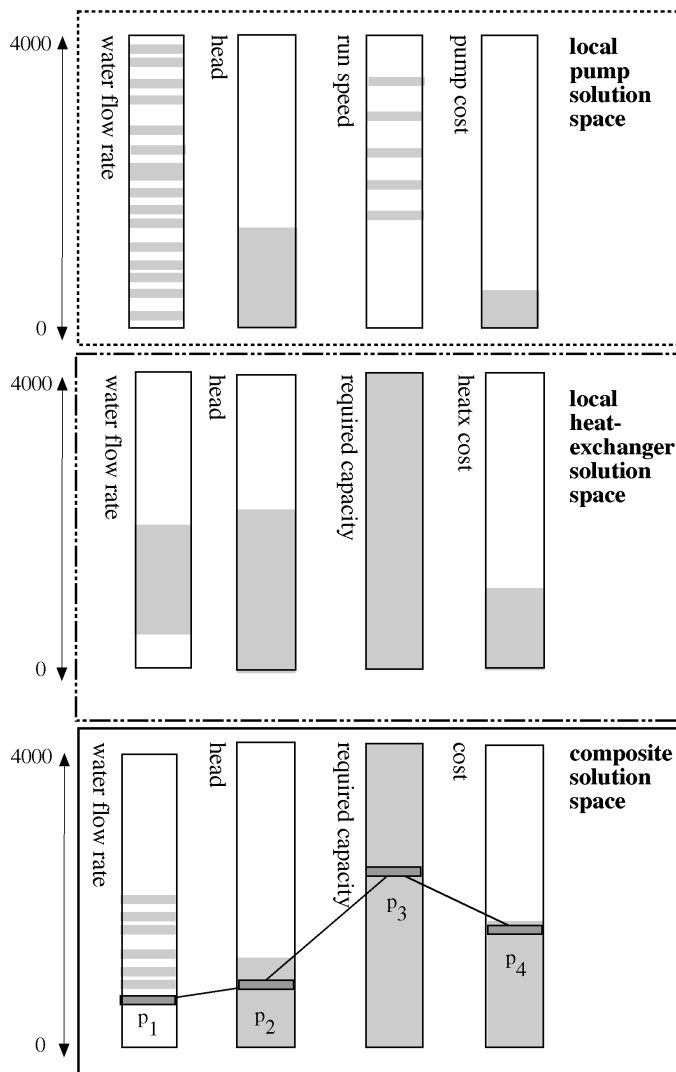 4000
water flow rate
head
run speed
pump cost
local
pump
solution
space
0
4000
water flow rate
head
required capacity
heatx cost
local
heat-
exchanger
solution
space
0
4000
water flow rate
head
required capacity
cost
composite
solution
space
p1
p2
p3
p4
0